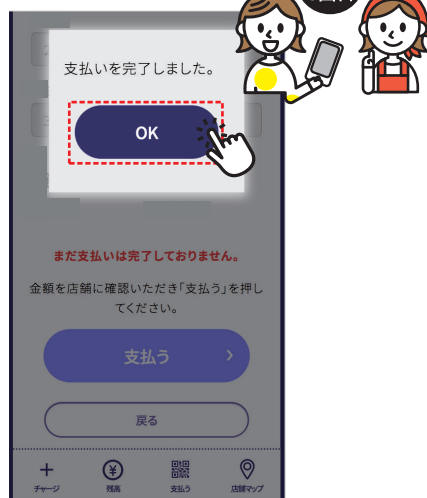 支払いを完了しました。
OK
まだ支払いは完了しておりません。
金額を店舗に確認いただき「支払う」を押し
てください。
支払う
戻る
チャージ
残高
支払う
店舗マップ